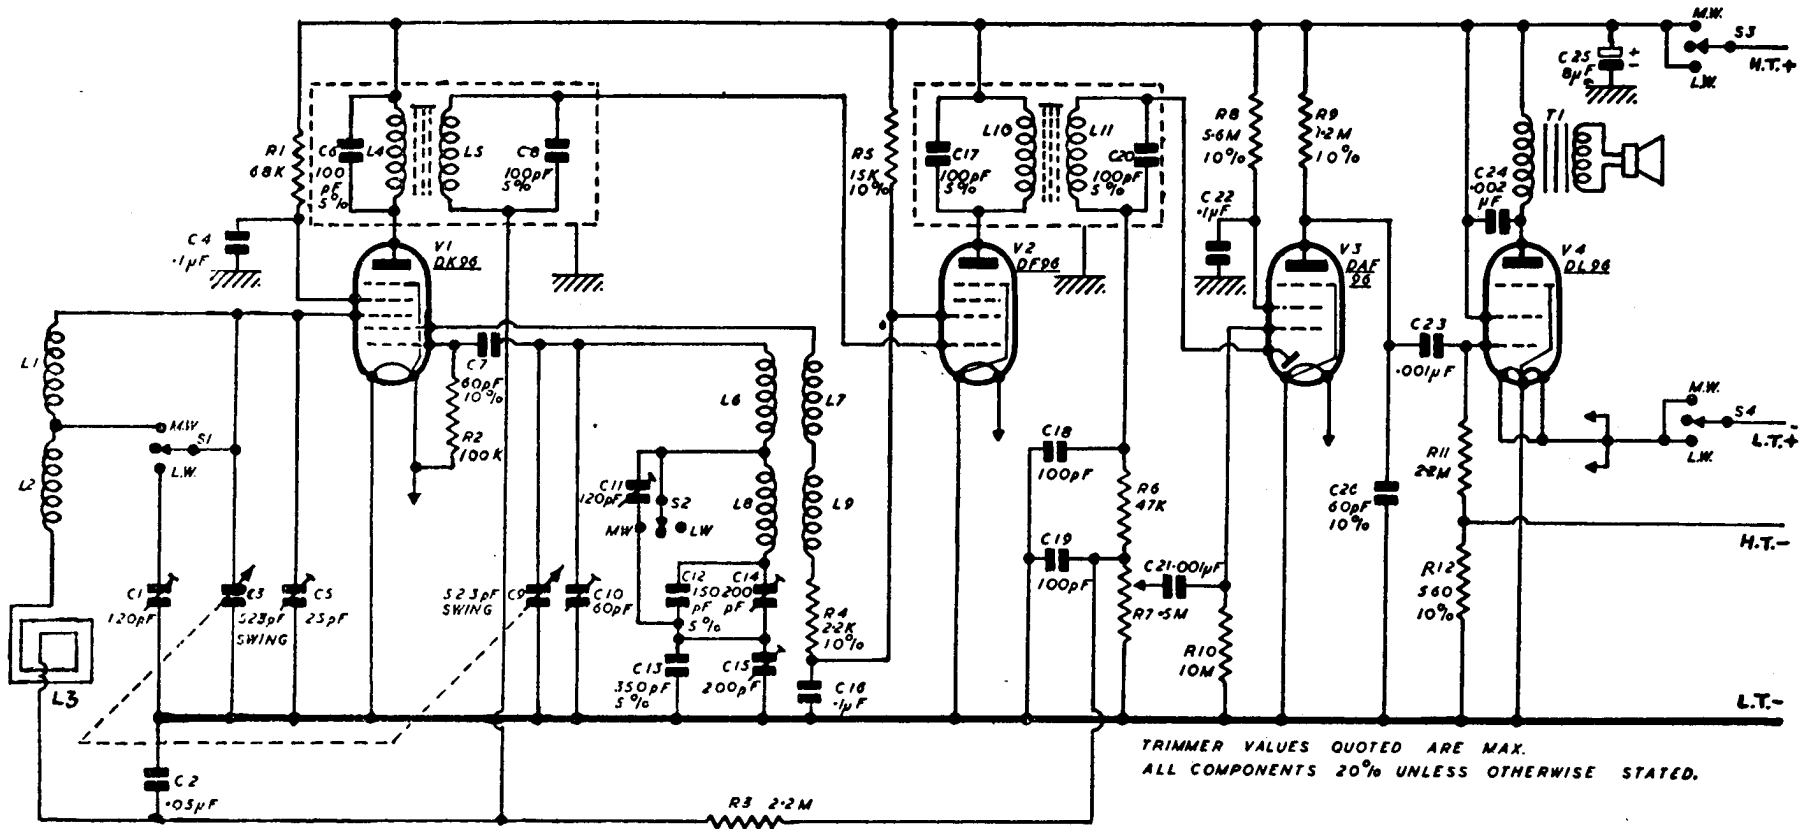 M.W.
S3
H.T.+
L.W.
C25
8µF
+
-
R1
68K
C6
100
pF
5%
L4
L5
C8
100pF
5%
R5
15K
10%
C17
100pF
5%
L10
L11
C20
100pF
5%
R8
5.6M
10%
R9
1.2M
10%
T1
C24
.002
µF
C4
.1µF
V1
DK96
V2
DF96
C22
.1µF
V3
DAF
96
V4
DL96
L1
L2
M.W
S1
L.W.
C7
60pF
10%
R2
100K
L6
L7
L8
L9
C11
120pF
S2
MW
LW
C23
.001µF
M.W.
S4
L.T.+
-
L.W.
C18
100pF
R6
47K
R11
2.2M
C26
60pF
10%
H.T.-
C1
120pF
C3
523pF
SWING
C5
25pF
523pF
SWING
C9
C10
60pF
C12
150
pF
5%
C14
200
pF
C19
100pF
C21 .001µF
R7 .5M
R12
560
10%
L3
R4
2.2K
10%
C13
350pF
5%
C15
200pF
C16
.1µF
R10
10M
L.T.-
C2
.05µF
R3 2.2M
TRIMMER VALUES QUOTED ARE MAX.
ALL COMPONENTS 20% UNLESS OTHERWISE STATED.